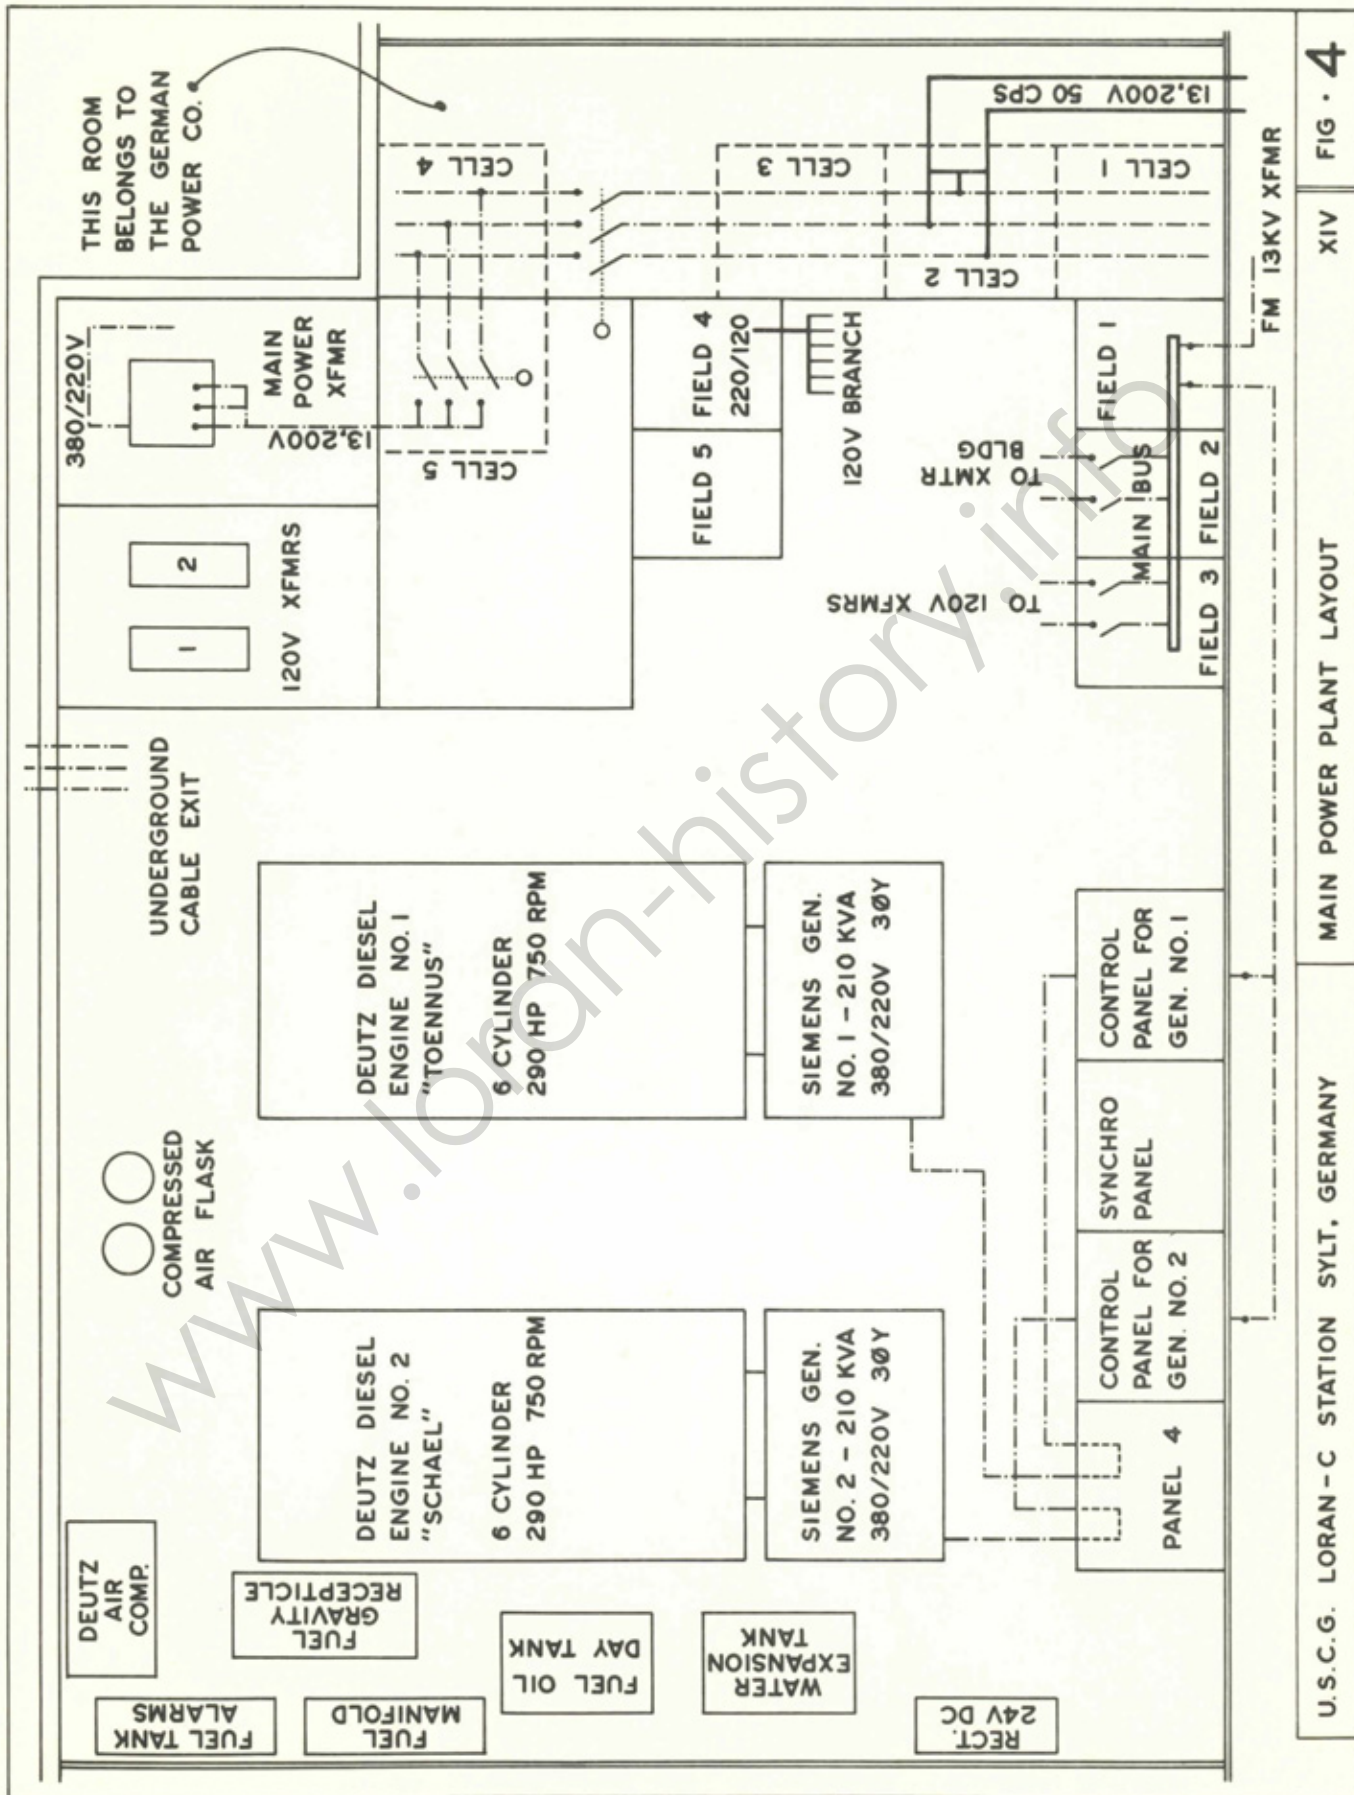 THIS ROOM
BELONGS TO
THE GERMAN
POWER CO.
13,200V 50 CPS
CELL 4
CELL 3
CELL 2
CELL 1
CELL 5
13,200V
380/220V
MAIN
POWER
XFMR
1
2
120V XFMRS
FIELD 4
220/120
FIELD 5
120V BRANCH
FM 13KV XFMR
FIELD 1
FIELD 2
FIELD 3
MAIN BUS
TO XMTR
BLDG
TO 120V XFMRS
UNDERGROUND
CABLE EXIT
DEUTZ DIESEL
ENGINE NO. 1
"TOENNUS"
6 CYLINDER
290 HP 750 RPM
SIEMENS GEN.
NO. 1 - 210 KVA
380/220V 3ØY
CONTROL
PANEL FOR
GEN. NO. 1
SYNCHRO
PANEL
CONTROL
PANEL FOR
GEN. NO. 2
PANEL 4
COMPRESSED
AIR FLASK
DEUTZ DIESEL
ENGINE NO. 2
"SCHAEL"
6 CYLINDER
290 HP 750 RPM
SIEMENS GEN.
NO. 2 - 210 KVA
380/220V 3ØY
DEUTZ
AIR
COMP.
FUEL
GRAVITY
RECEPTICLE
FUEL OIL
DAY TANK
WATER
EXPANSION
TANK
FUEL TANK
ALARMS
FUEL
MANIFOLD
RECT.
24V DC
U.S.C.G. LORAN-C STATION SYLT, GERMANY
MAIN POWER PLANT LAYOUT
XIV
FIG. 4
www.loran-history.info